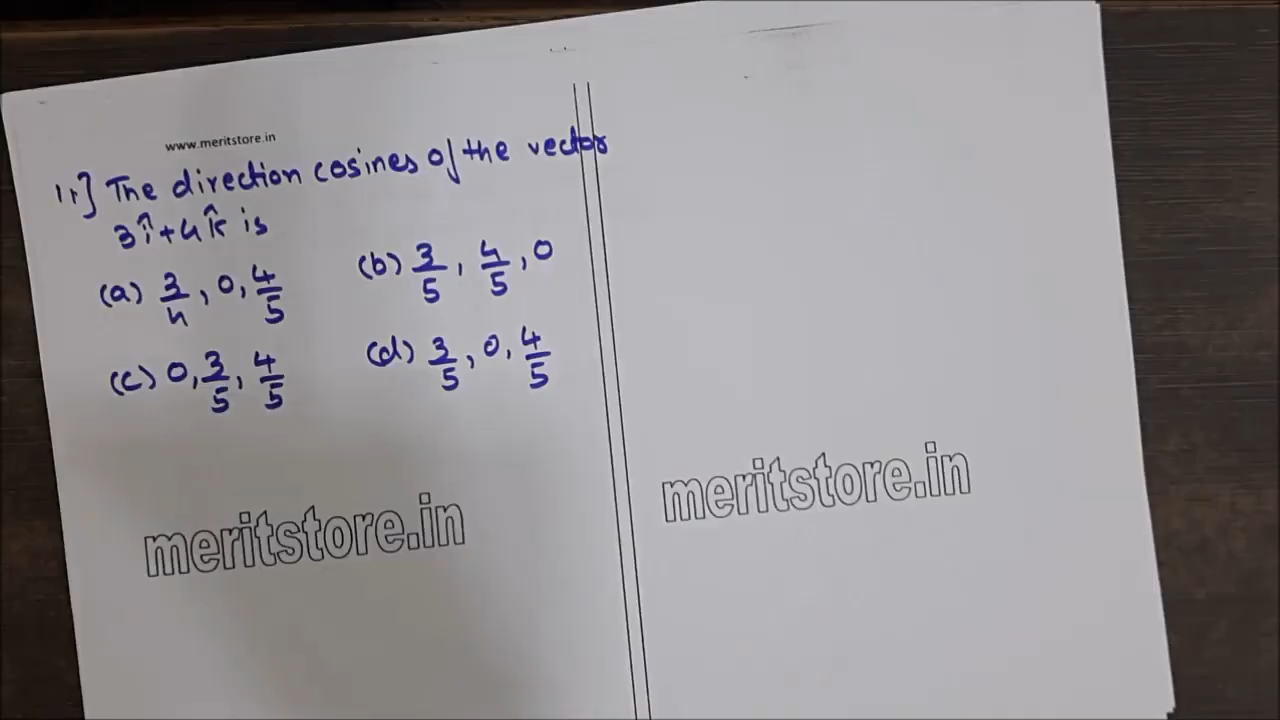 www.meritstore.in
11] The direction cosines of the vector
3î+4k̂ is
(a) 3/4, 0, 4/5 (b) 3/5, 4/5, 0
(c) 0, 3/5, 4/5 (d) 3/5, 0, 4/5
meritstore.in
meritstore.in